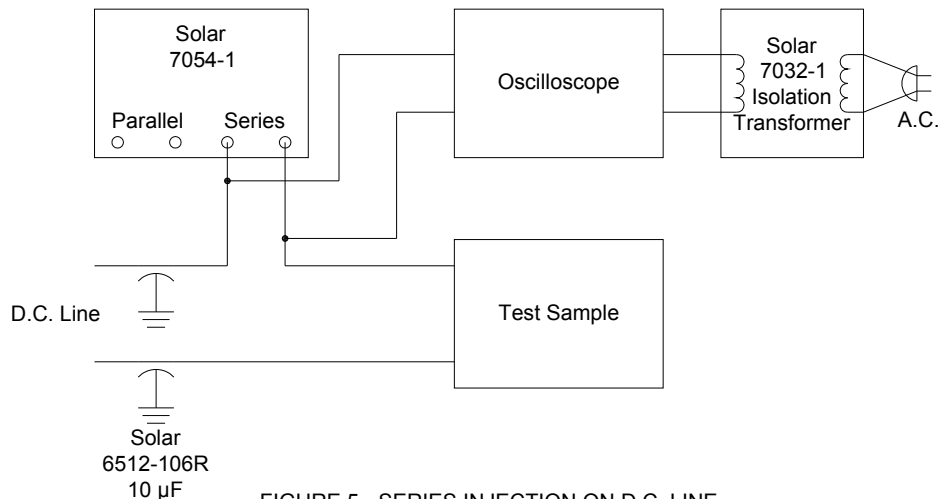 Solar
7054-1
Parallel
Series
Oscilloscope
Solar
7032-1
Isolation
Transformer
A.C.
D.C. Line
Test Sample
Solar
6512-106R
10 µF
FIGURE 5 - SERIES INJECTION ON D.C. LINE